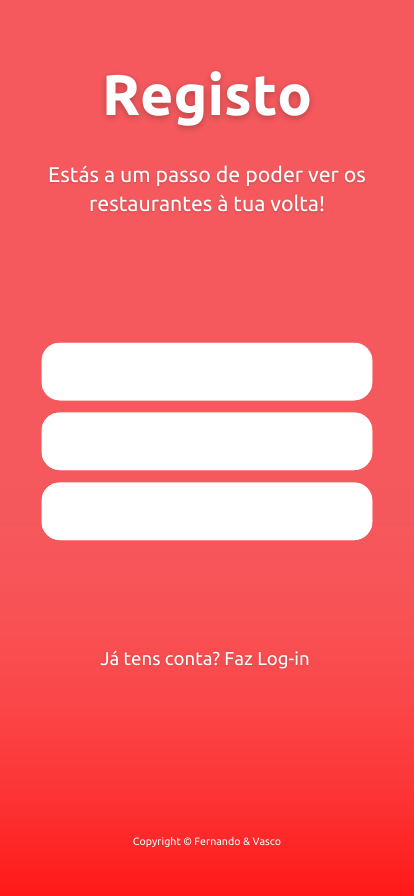 Registo
Estás a um passo de poder ver os
restaurantes à tua volta!
Já tens conta? Faz Log-in
Copyright © Fernando & Vasco